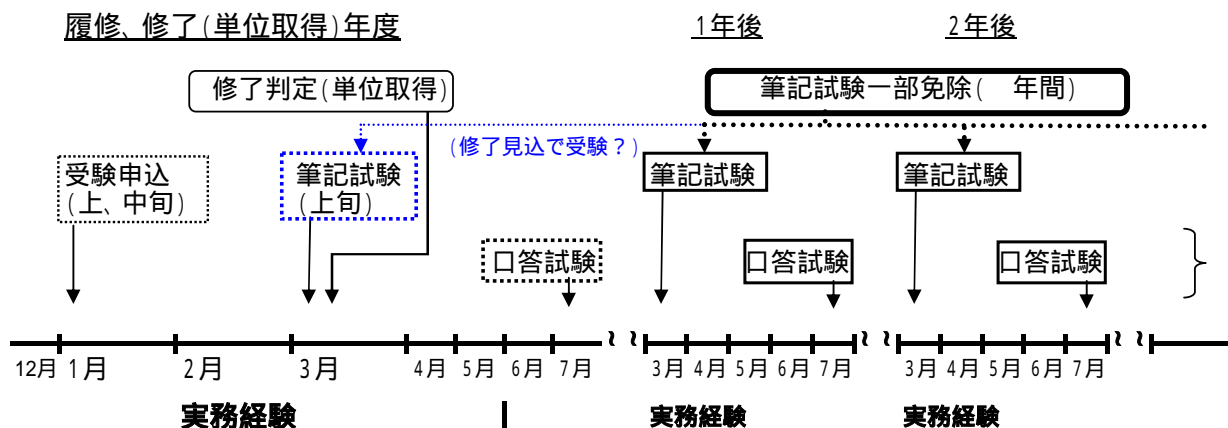 履修、修了(単位取得)年度
1年後
2年後
修了判定(単位取得)
筆記試験一部免除(　年間)
(修了見込で受験？)
受験申込
(上、中旬)
筆記試験
(上旬)
筆記試験
筆記試験
口答試験
口答試験
口答試験
12月 1月 2月 3月 4月 5月 6月 7月 3月 4月 5月 6月 7月 3月 4月 5月 6月 7月
実務経験 実務経験 実務経験